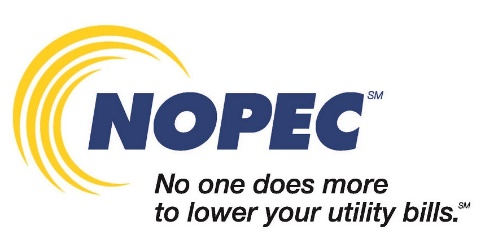 NOPEC℠
No one does more
to lower your utility bills.℠